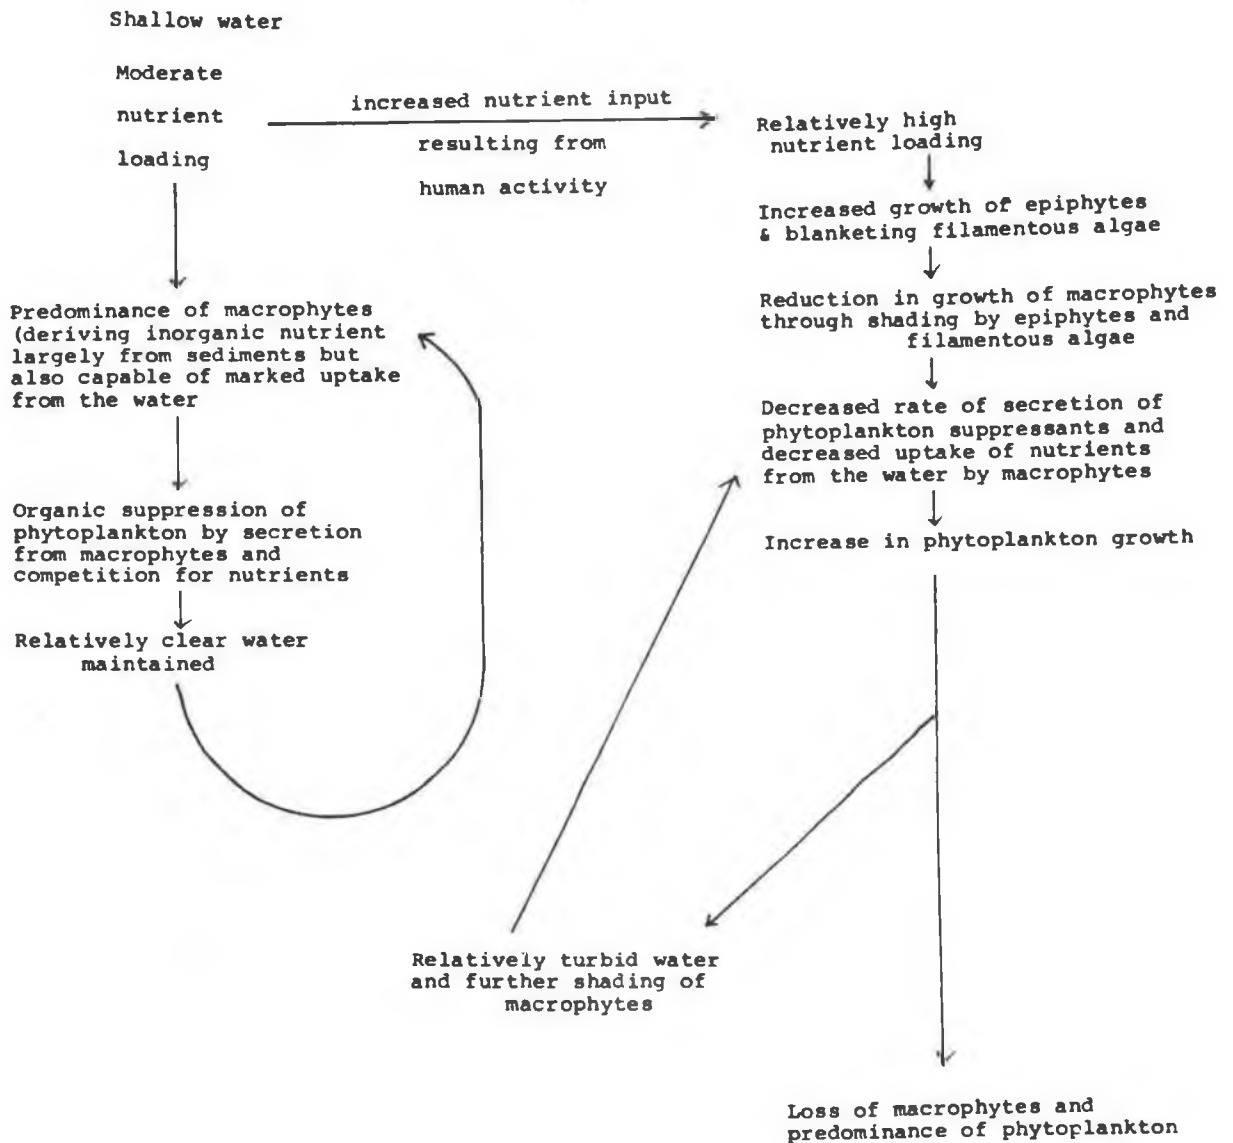 Shallow water
Moderate
nutrient
loading
increased nutrient input
resulting from
human activity
Relatively high
nutrient loading
Increased growth of epiphytes
& blanketing filamentous algae
Reduction in growth of macrophytes
through shading by epiphytes and
filamentous algae
Decreased rate of secretion of
phytoplankton suppressants and
decreased uptake of nutrients
from the water by macrophytes
Increase in phytoplankton growth
Predominance of macrophytes
(deriving inorganic nutrient
largely from sediments but
also capable of marked uptake
from the water
Organic suppression of
phytoplankton by secretion
from macrophytes and
competition for nutrients
Relatively clear water
maintained
Relatively turbid water
and further shading of
macrophytes
Loss of macrophytes and
predominance of phytoplankton